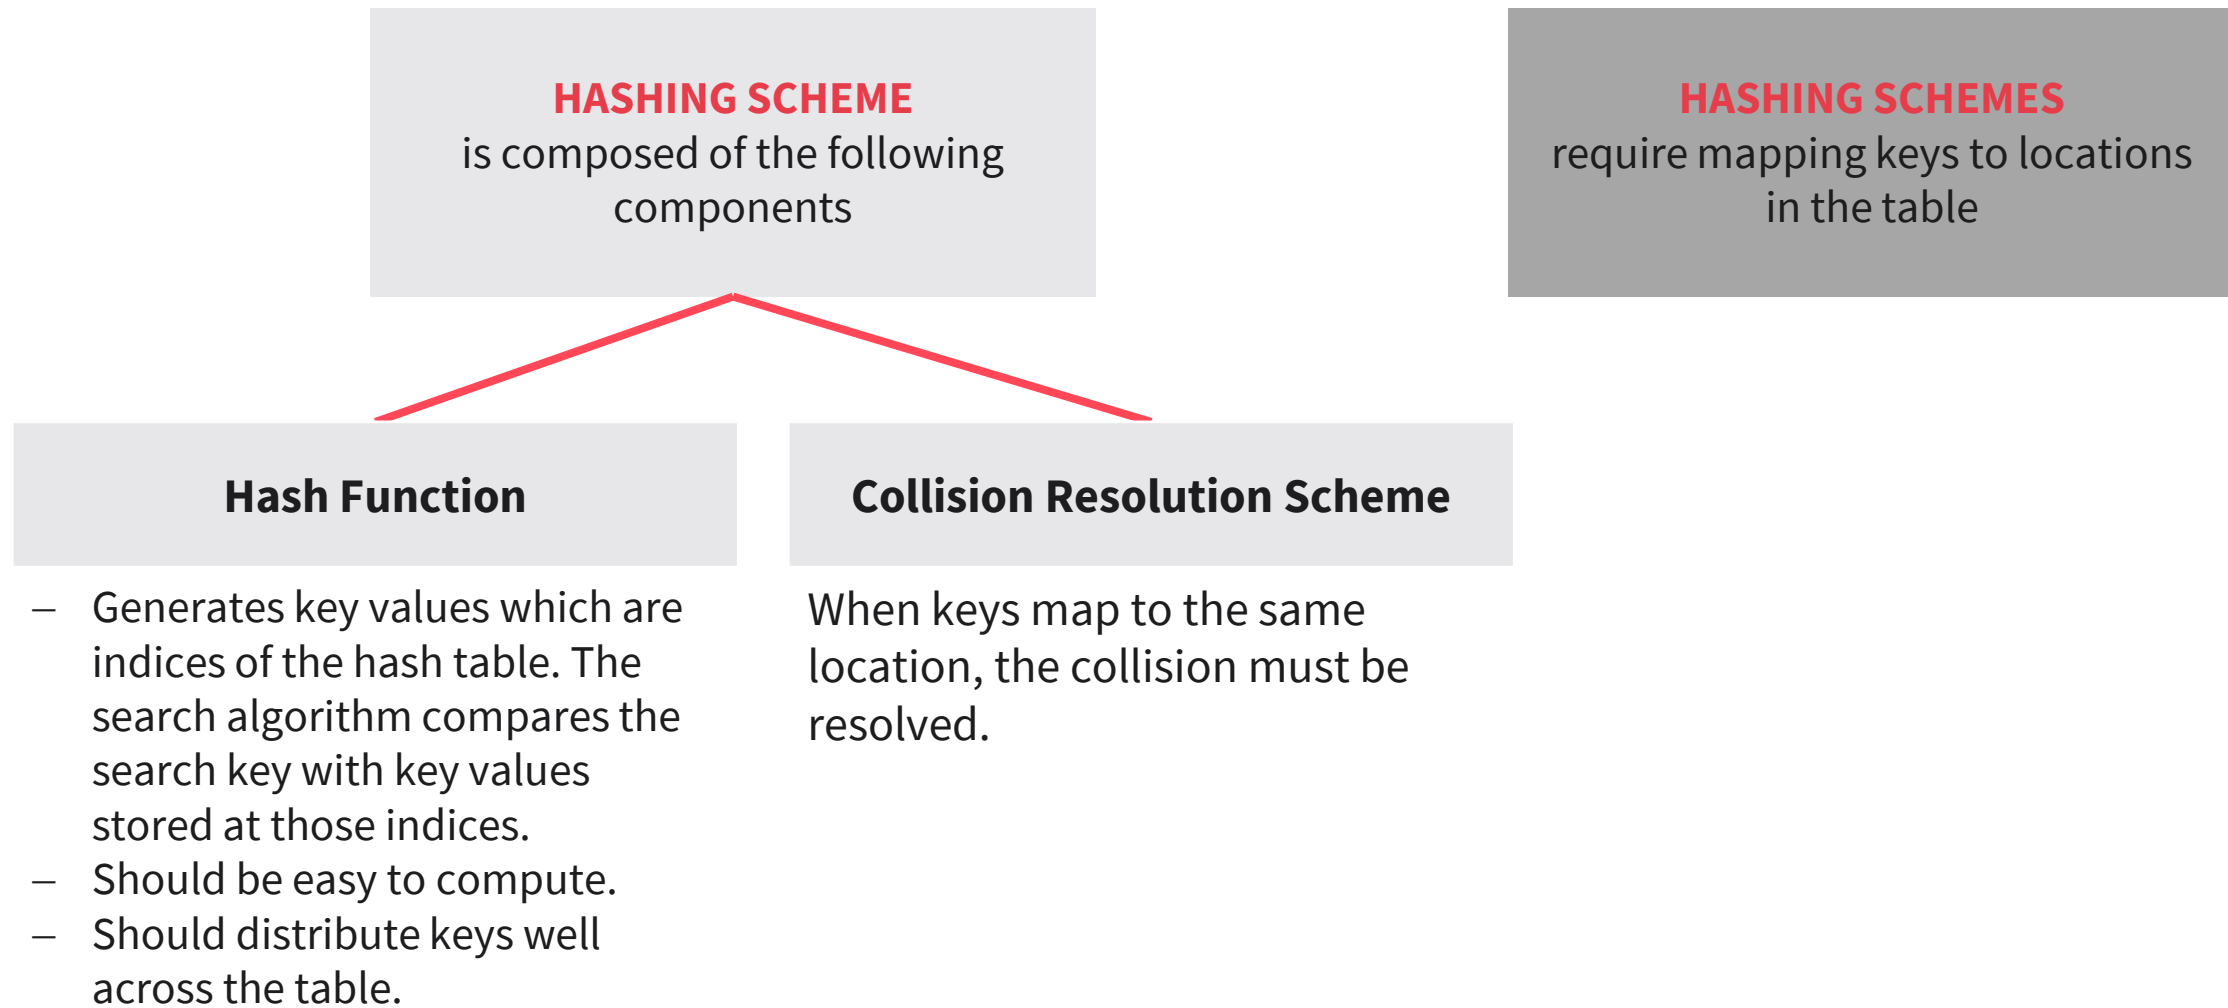 HASHING SCHEME
is composed of the following
components
HASHING SCHEMES
require mapping keys to locations
in the table
Hash Function
– Generates key values which are
indices of the hash table. The
search algorithm compares the
search key with key values
stored at those indices.
– Should be easy to compute.
– Should distribute keys well
across the table.
Collision Resolution Scheme
When keys map to the same
location, the collision must be
resolved.